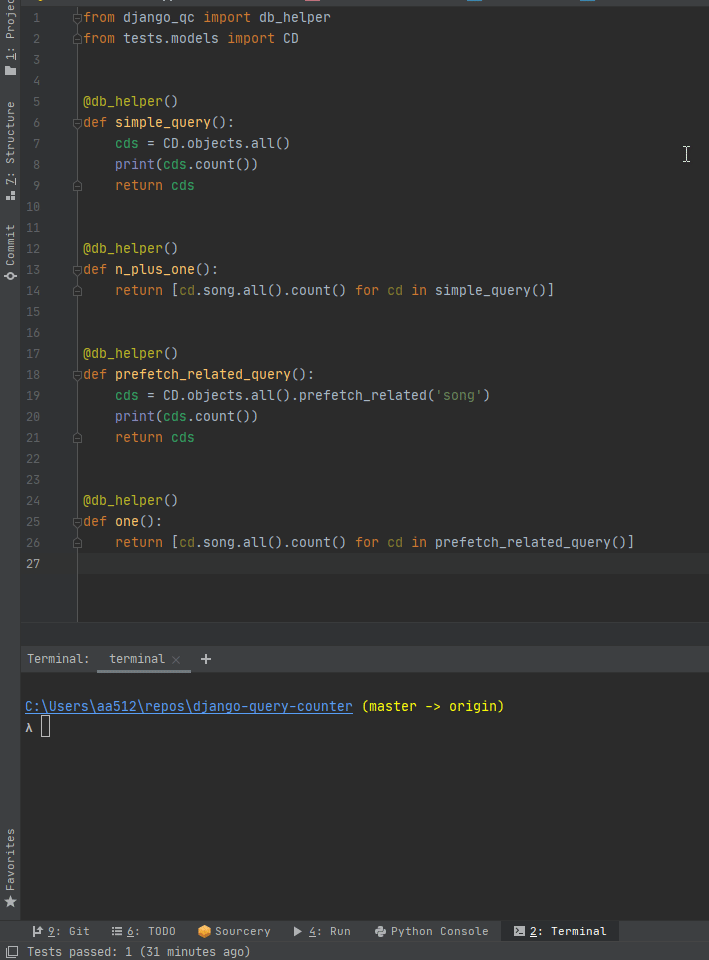 1 from django_qc import db_helper
2 from tests.models import CD
3
4
5 @db_helper()
6 def simple_query():
7 cds = CD.objects.all()
8 print(cds.count())
9 return cds
10
11
12 @db_helper()
13 def n_plus_one():
14 return [cd.song.all().count() for cd in simple_query()]
15
16
17 @db_helper()
18 def prefetch_related_query():
19 cds = CD.objects.all().prefetch_related('song')
20 print(cds.count())
21 return cds
22
23
24 @db_helper()
25 def one():
26 return [cd.song.all().count() for cd in prefetch_related_query()]
27
1: Projec
7: Structure
Commit
Favorites
Terminal: terminal × +
C:\Users\aa512\repos\django-query-counter (master -> origin)
λ
9: Git 6: TODO Sourcery 4: Run Python Console 2: Terminal
Tests passed: 1 (31 minutes ago)